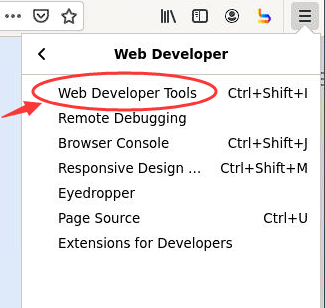 Web Developer
Web Developer Tools Ctrl+Shift+I
Remote Debugging
Browser Console Ctrl+Shift+J
Responsive Design ... Ctrl+Shift+M
Eyedropper
Page Source Ctrl+U
Extensions for Developers